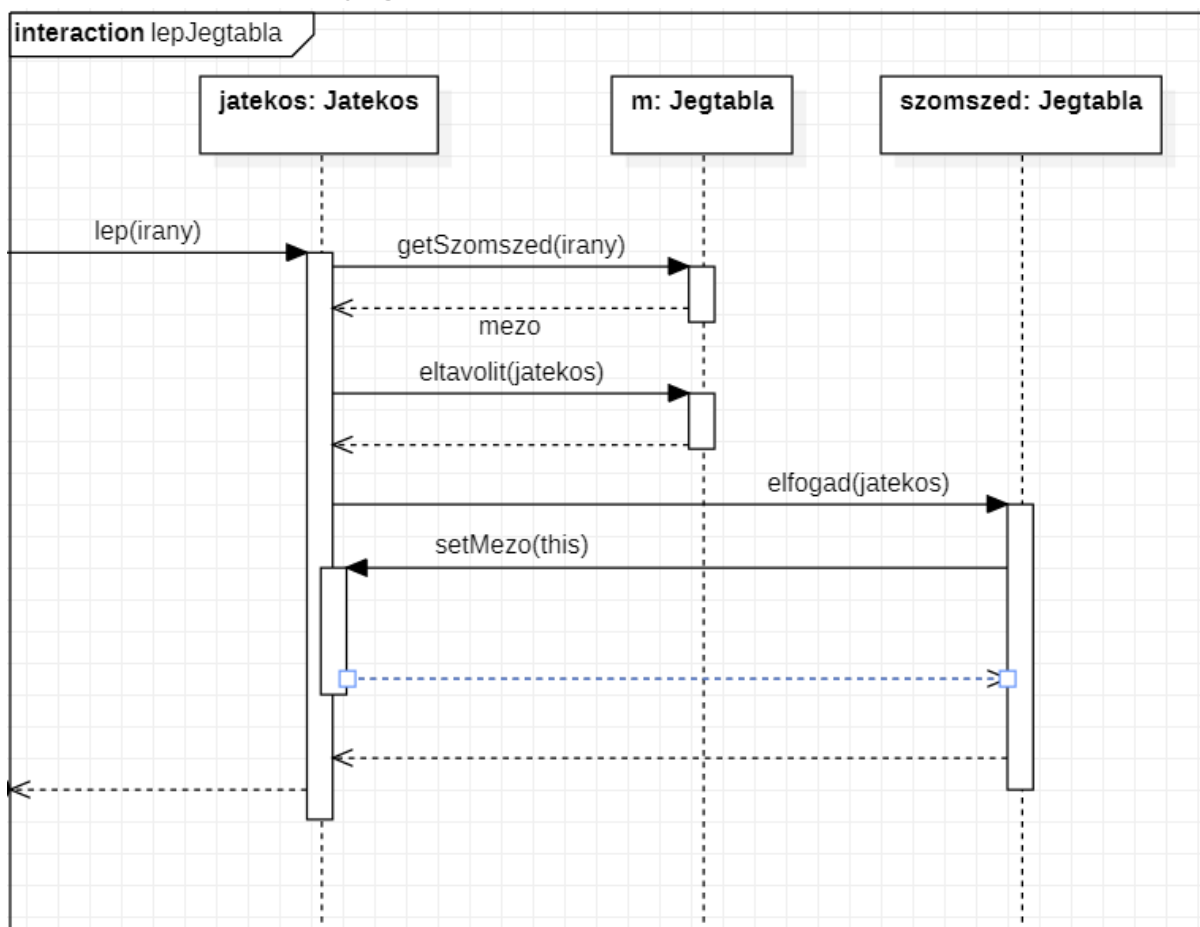 interaction lepJegtabla
jatekos: Jatekos
m: Jegtabla
szomszed: Jegtabla
lep(irany)
getSzomszed(irany)
mezo
eltavolit(jatekos)
elfogad(jatekos)
setMezo(this)